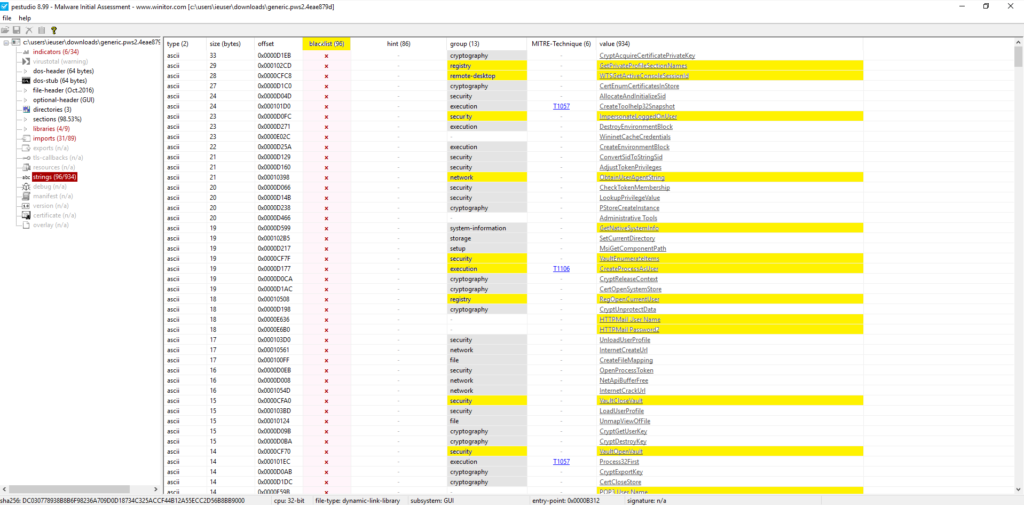 pestudio 8.99 - Malware Initial Assessment - www.winitor.com [c:\users\ieuser\downloads\generic.pws2.4eae879d]
file help
c:\users\ieuser\downloads\generic.pws2.4eae879
indicators (6/34)
virustotal (warning)
dos-header (64 bytes)
dos-stub (64 bytes)
file-header (Oct.2016)
optional-header (GUI)
directories (3)
sections (98.53%)
libraries (4/9)
imports (31/89)
exports (n/a)
tls-callbacks (n/a)
resources (n/a)
abc strings (96/934)
debug (n/a)
manifest (n/a)
version (n/a)
certificate (n/a)
overlay (n/a)
type (2) size (bytes) offset blacklist (96) hint (86) group (13) MITRE-Technique (6) value (934)
ascii 33 0x0000D1EB x - cryptography - CryptAcquireCertificatePrivateKey
ascii 29 0x000102CD x - registry - GetPrivateProfileSectionNames
ascii 28 0x0000CFC8 x - remote-desktop - WTSGetActiveConsoleSessionId
ascii 27 0x0000D1C0 x - cryptography - CertEnumCertificatesInStore
ascii 24 0x0000D04D x - security - AllocateAndInitializeSid
ascii 24 0x000101D0 x - execution T1057 CreateToolhelp32Snapshot
ascii 23 0x0000D0FC x - security - ImpersonateLoggedOnUser
ascii 23 0x0000D271 x - execution - DestroyEnvironmentBlock
ascii 23 0x0000E02C x - - - WininetCacheCredentials
ascii 22 0x0000D25A x - execution - CreateEnvironmentBlock
ascii 21 0x0000D129 x - security - ConvertSidToStringSid
ascii 21 0x0000D160 x - security - AdjustTokenPrivileges
ascii 21 0x00010398 x - network - ObtainUserAgentString
ascii 20 0x0000D066 x - security - CheckTokenMembership
ascii 20 0x0000D14B x - security - LookupPrivilegeValue
ascii 20 0x0000D238 x - cryptography - PStoreCreateInstance
ascii 20 0x0000D466 x - - - Administrative Tools
ascii 19 0x0000D599 x - system-information - GetNativeSystemInfo
ascii 19 0x000102B5 x - storage - SetCurrentDirectory
ascii 19 0x0000D217 x - setup - MsiGetComponentPath
ascii 19 0x0000CF7F x - security - VaultEnumerateItems
ascii 19 0x0000D177 x - execution T1106 CreateProcessAsUser
ascii 19 0x0000D0CA x - cryptography - CryptReleaseContext
ascii 19 0x0000D1AC x - cryptography - CertOpenSystemStore
ascii 18 0x00010508 x - registry - RegOpenCurrentUser
ascii 18 0x0000D198 x - cryptography - CryptUnprotectData
ascii 18 0x0000E636 x - - - HTTPMail User Name
ascii 18 0x0000E6B0 x - - - HTTPMail Password2
ascii 17 0x000103D0 x - security - UnloadUserProfile
ascii 17 0x00010561 x - network - InternetCreateUrl
ascii 17 0x000100FF x - file - CreateFileMapping
ascii 16 0x0000D0EB x - security - OpenProcessToken
ascii 16 0x0000D008 x - network - NetApiBufferFree
ascii 16 0x0001054D x - network - InternetCrackUrl
ascii 15 0x0000CFA0 x - security - VaultCloseVault
ascii 15 0x000103BD x - security - LoadUserProfile
ascii 15 0x00010124 x - file - UnmapViewOfFile
ascii 15 0x0000D09B x - cryptography - CryptGetUserKey
ascii 15 0x0000D0BA x - cryptography - CryptDestroyKey
ascii 14 0x0000CF70 x - security - VaultOpenVault
ascii 14 0x000101EC x - execution T1057 Process32First
ascii 14 0x0000D0AB x - cryptography - CryptExportKey
ascii 14 0x0000D1DC x - cryptography - CertCloseStore
ascii 14 0x0000E59B x - - - POP3 User Name
sha256: DC030778938B8B6F98236A709D0D18734C325ACCF44B12A55ECC2D56B8BB9000 cpu: 32-bit file-type: dynamic-link-library subsystem: GUI entry-point: 0x0000B312 signature: n/a